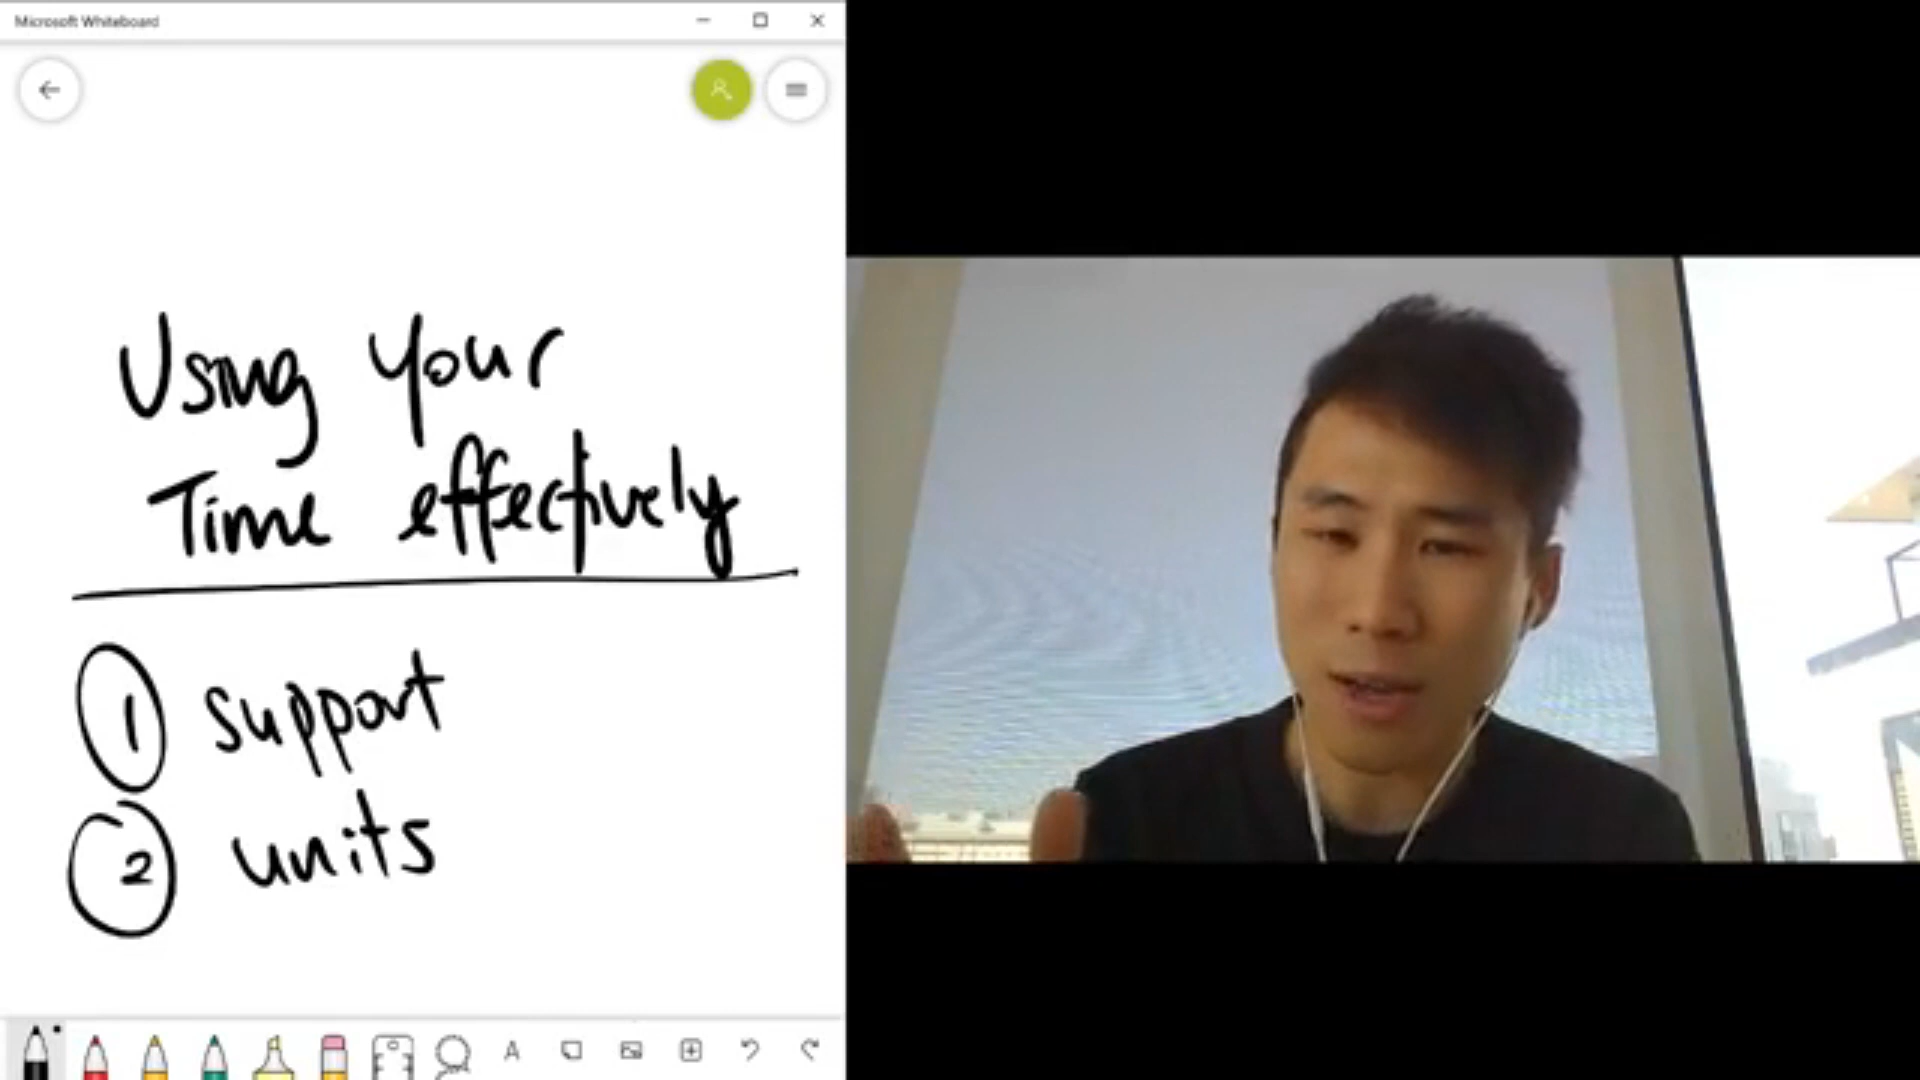 Microsoft Whiteboard
Using Your
Time effectively
1 support
2 units
A